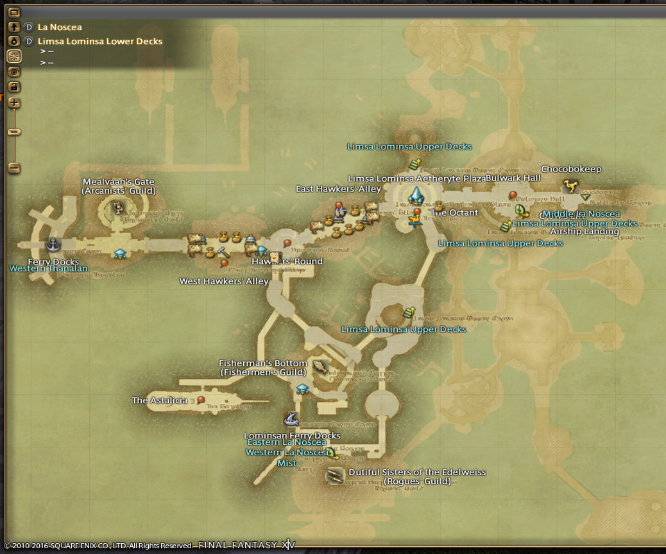 D La Noscea
D Limsa Lominsa Lower Decks
> --
> --
Limsa Lominsa Upper Decks
Chocobokeep
Mealvaan's Gate
(Arcanists' Guild)
Limsa Lominsa Aetheryte Plaza
Bulwark Hall
East Hawkers' Alley
The Octant
Middle La Noscea
Limsa Lominsa Upper Decks
Airship Landing
Limsa Lominsa Upper Decks
Ferry Docks
Western Thanalan
Hawkers' Round
West Hawkers' Alley
Limsa Lominsa Upper Decks
Fisherman's Bottom
(Fishermen's Guild)
The Astalicia
Lominsan Ferry Docks
Eastern La Noscea
Western La Noscea
Mist
Dutiful Sisters of the Edelweiss
(Rogues' Guild)
© 2010-2016 SQUARE ENIX CO., LTD. All Rights Reserved. FINAL FANTASY XIV